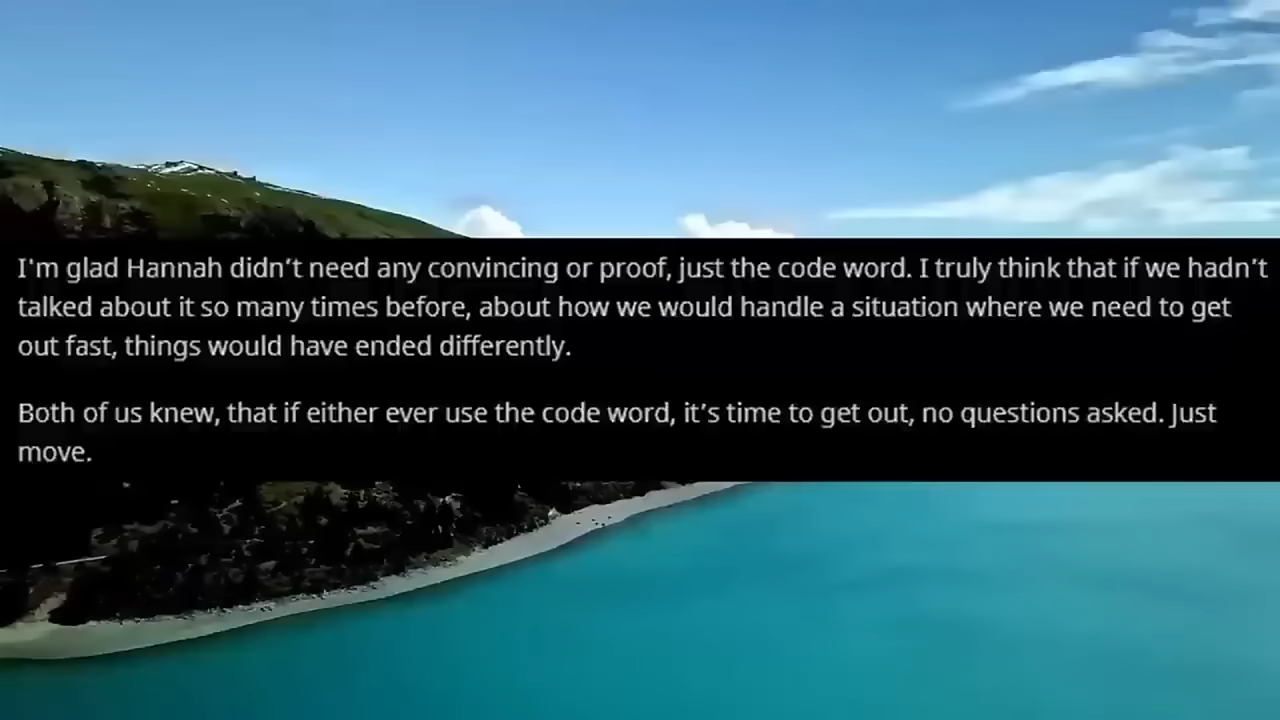 I'm glad Hannah didn’t need any convincing or proof, just the code word. I truly think that if we hadn’t
talked about it so many times before, about how we would handle a situation where we need to get
out fast, things would have ended differently.
Both of us knew, that if either ever use the code word, it’s time to get out, no questions asked. Just
move.